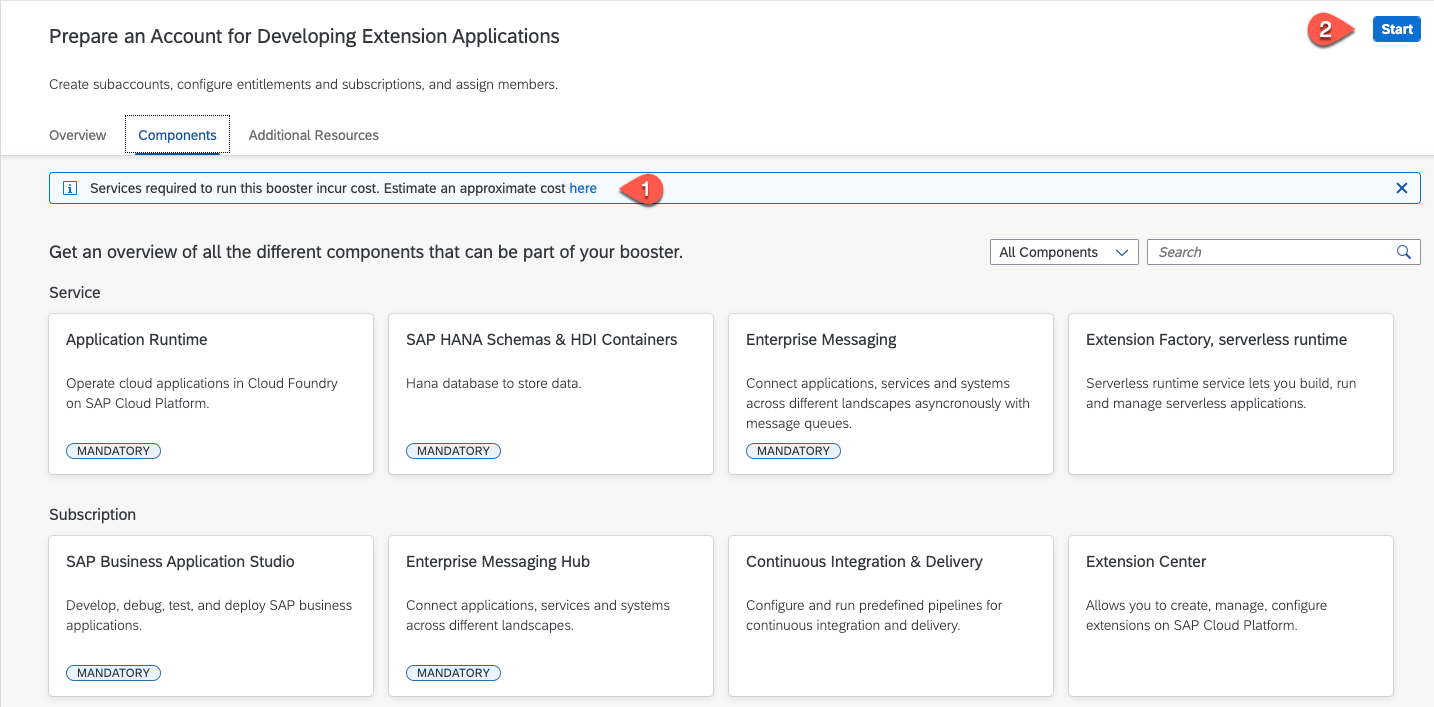 Prepare an Account for Developing Extension Applications
2
Start
Create subaccounts, configure entitlements and subscriptions, and assign members.
Overview
Components
Additional Resources
Services required to run this booster incur cost. Estimate an approximate cost here
1
Get an overview of all the different components that can be part of your booster.
All Components
Search
Service
Application Runtime
Operate cloud applications in Cloud Foundry
on SAP Cloud Platform.
MANDATORY
SAP HANA Schemas & HDI Containers
Hana database to store data.
MANDATORY
Enterprise Messaging
Connect applications, services and systems
across different landscapes asyncronously with
message queues.
MANDATORY
Extension Factory, serverless runtime
Serverless runtime service lets you build, run
and manage serverless applications.
Subscription
SAP Business Application Studio
Develop, debug, test, and deploy SAP business
applications.
MANDATORY
Enterprise Messaging Hub
Connect applications, services and systems
across different landscapes.
MANDATORY
Continuous Integration & Delivery
Configure and run predefined pipelines for
continuous integration and delivery.
Extension Center
Allows you to create, manage, configure
extensions on SAP Cloud Platform.